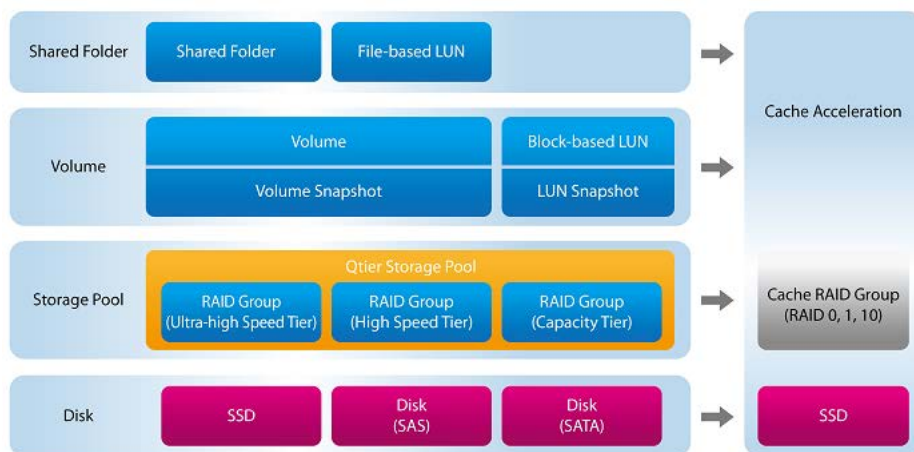 Shared Folder
Shared Folder
File-based LUN
Cache Acceleration
Volume
Volume
Block-based LUN
Volume Snapshot
LUN Snapshot
Storage Pool
Qtier Storage Pool
RAID Group
(Ultra-high Speed Tier)
RAID Group
(High Speed Tier)
RAID Group
(Capacity Tier)
Cache RAID Group
(RAID 0, 1, 10)
Disk
SSD
Disk
(SAS)
Disk
(SATA)
SSD